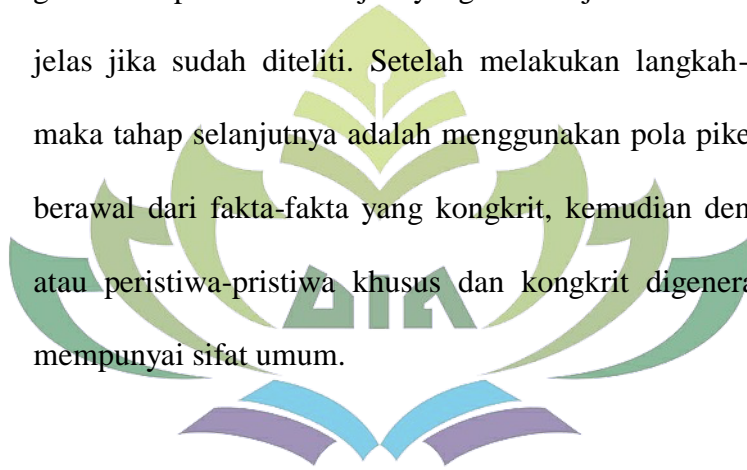 jelas jika sudah diteliti. Setelah melakukan langkah-
maka tahap selanjutnya adalah menggunakan pola pike
berawal dari fakta-fakta yang kongkrit, kemudian den
atau peristiwa-pristiwa khusus dan kongkrit digenera
mempunyai sifat umum.